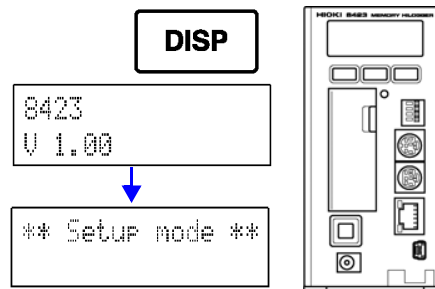 DISP
8423
V 1.00
** Setup mode **
HIOKI 8423 MEMORY HiLOGGER